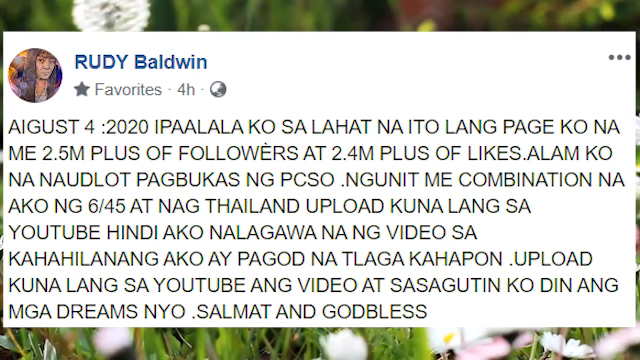 RUDY Baldwin
Favorites · 4h ·
AIGUST 4 :2020 IPAALALA KO SA LAHAT NA ITO LANG PAGE KO NA
ME 2.5M PLUS OF FOLLOWÈRS AT 2.4M PLUS OF LIKES.ALAM KO
NA NAUDLOT PAGBUKAS NG PCSO .NGUNIT ME COMBINATION NA
AKO NG 6/45 AT NAG THAILAND UPLOAD KUNA LANG SA
YOUTUBE HINDI AKO NALAGAWA NA NG VIDEO SA
KAHAHILANANG AKO AY PAGOD NA TLAGA KAHAPON .UPLOAD
KUNA LANG SA YOUTUBE ANG VIDEO AT SASAGUTIN KO DIN ANG
MGA DREAMS NYO .SALMAT AND GODBLESS